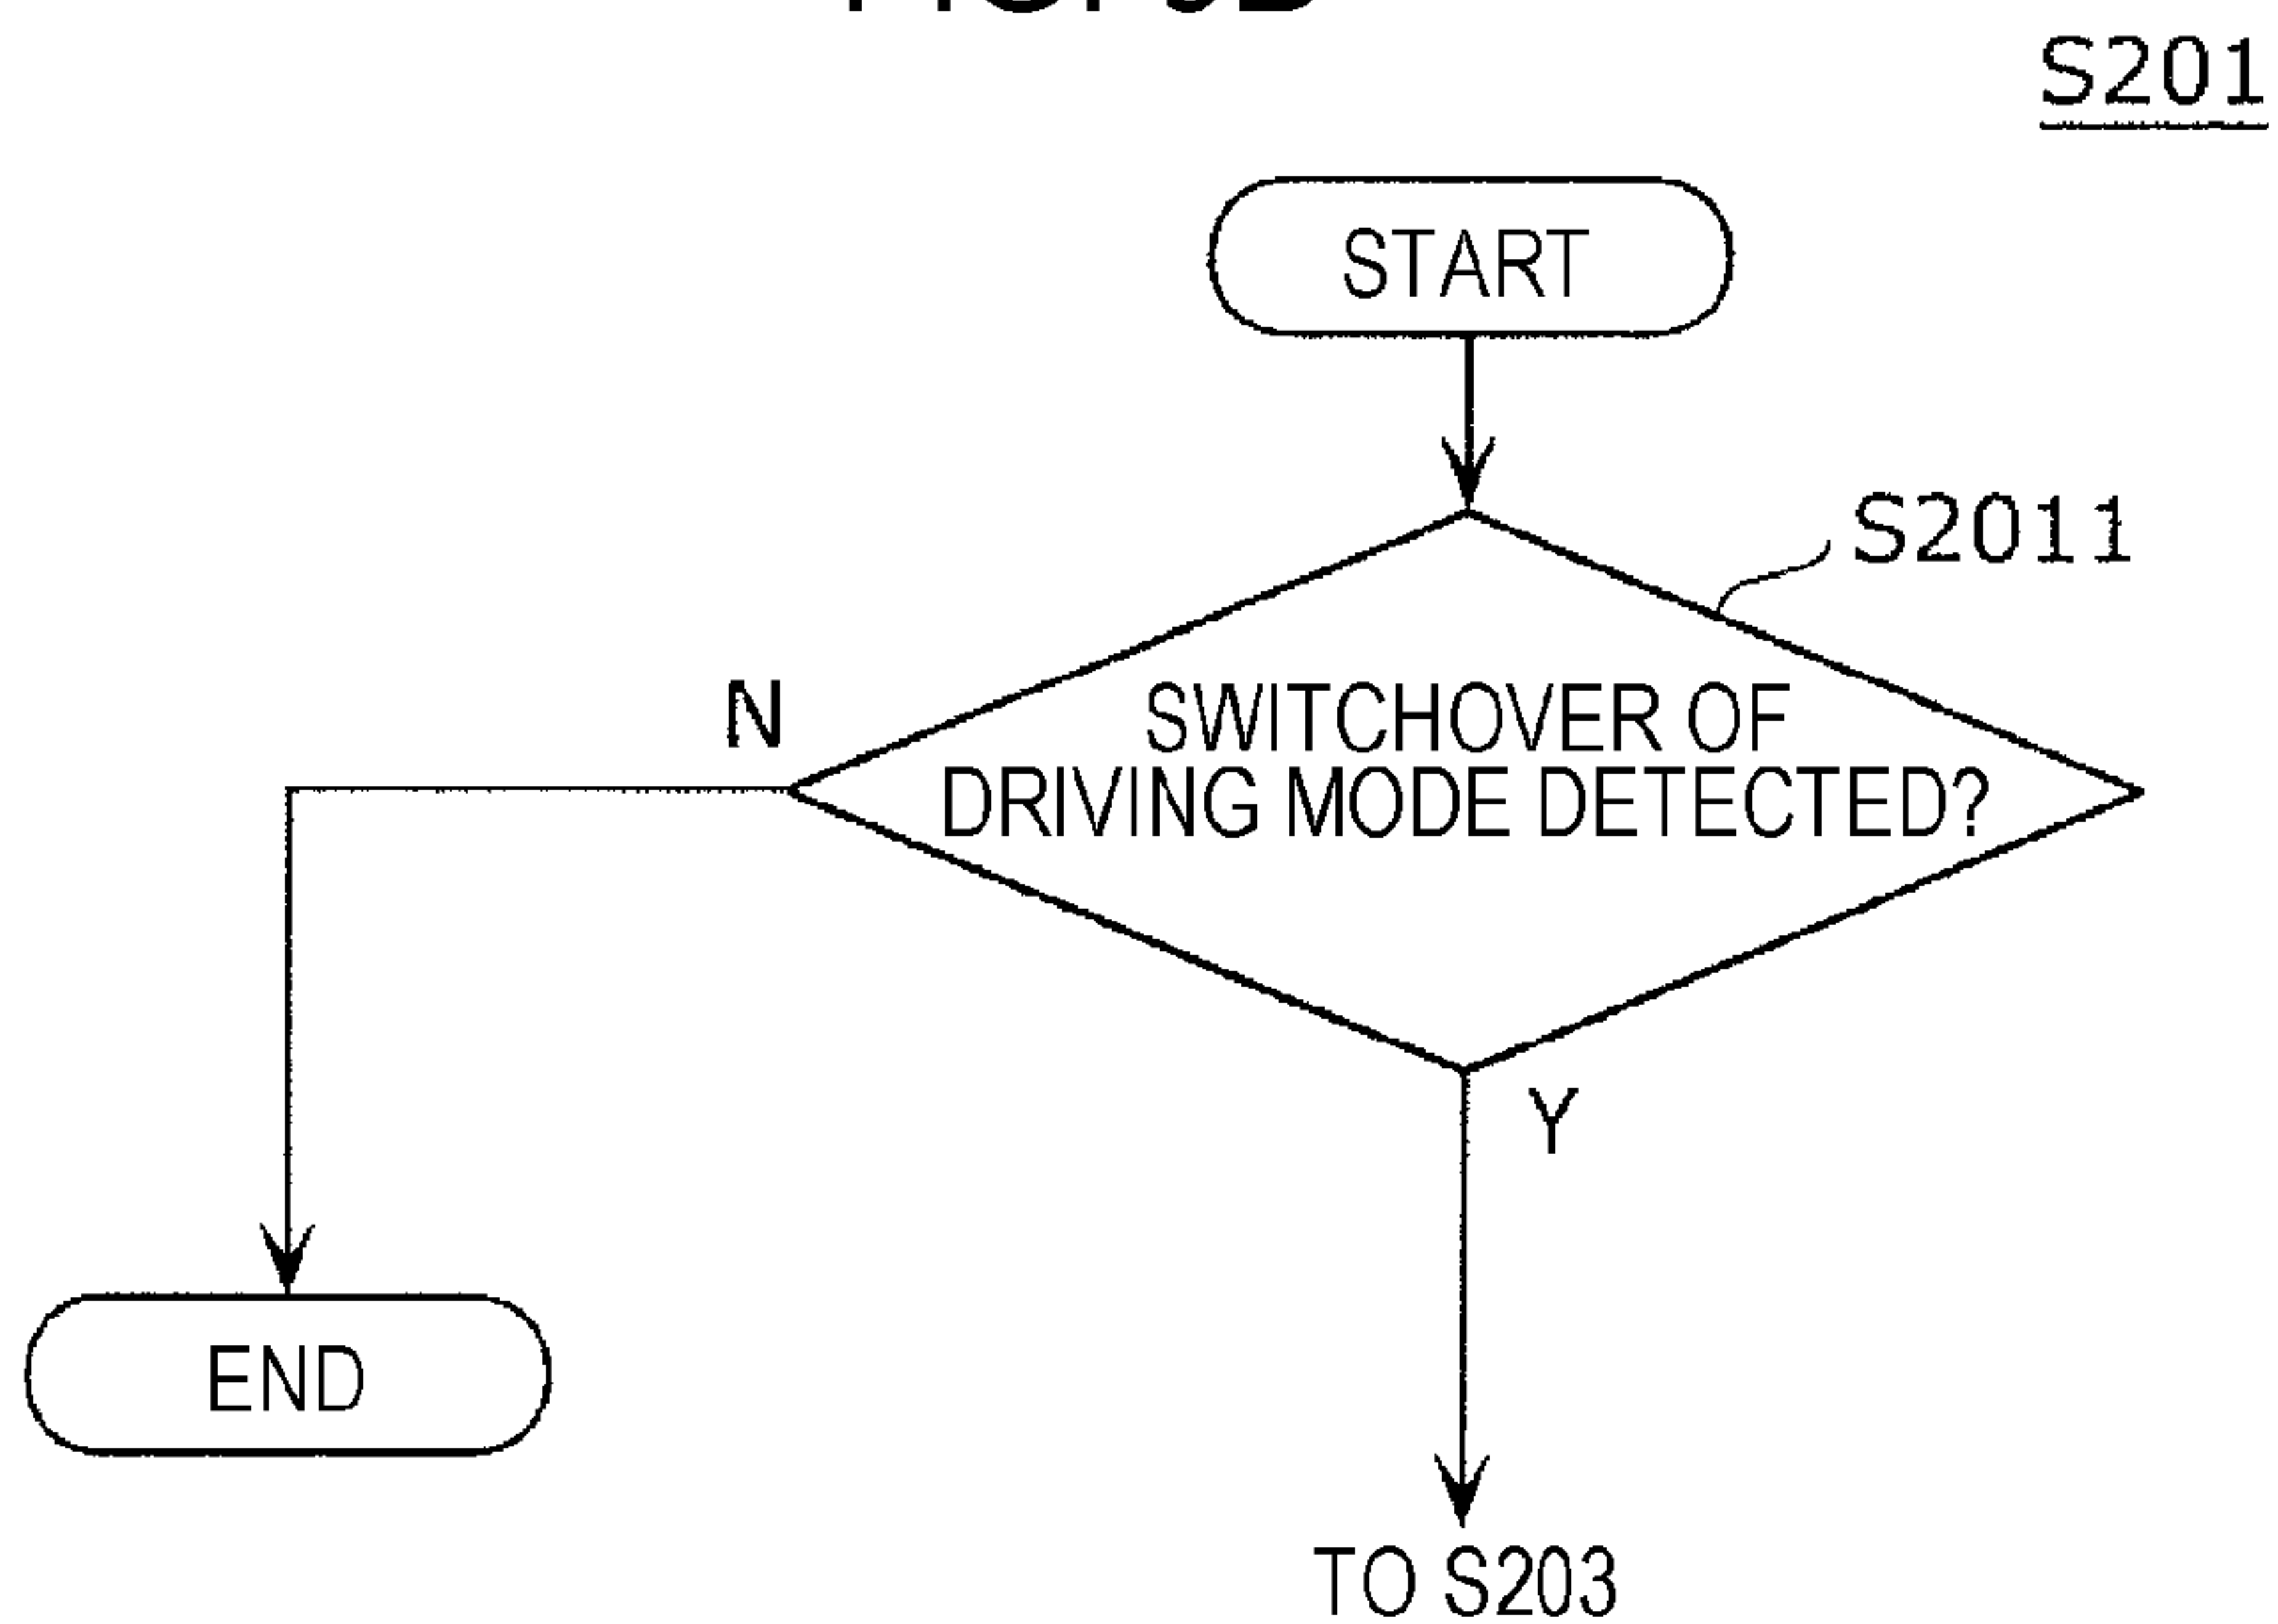 S201
START
S2011
N
SWITCHOVER OF
DRIVING MODE DETECTED?
Y
END
TO S203